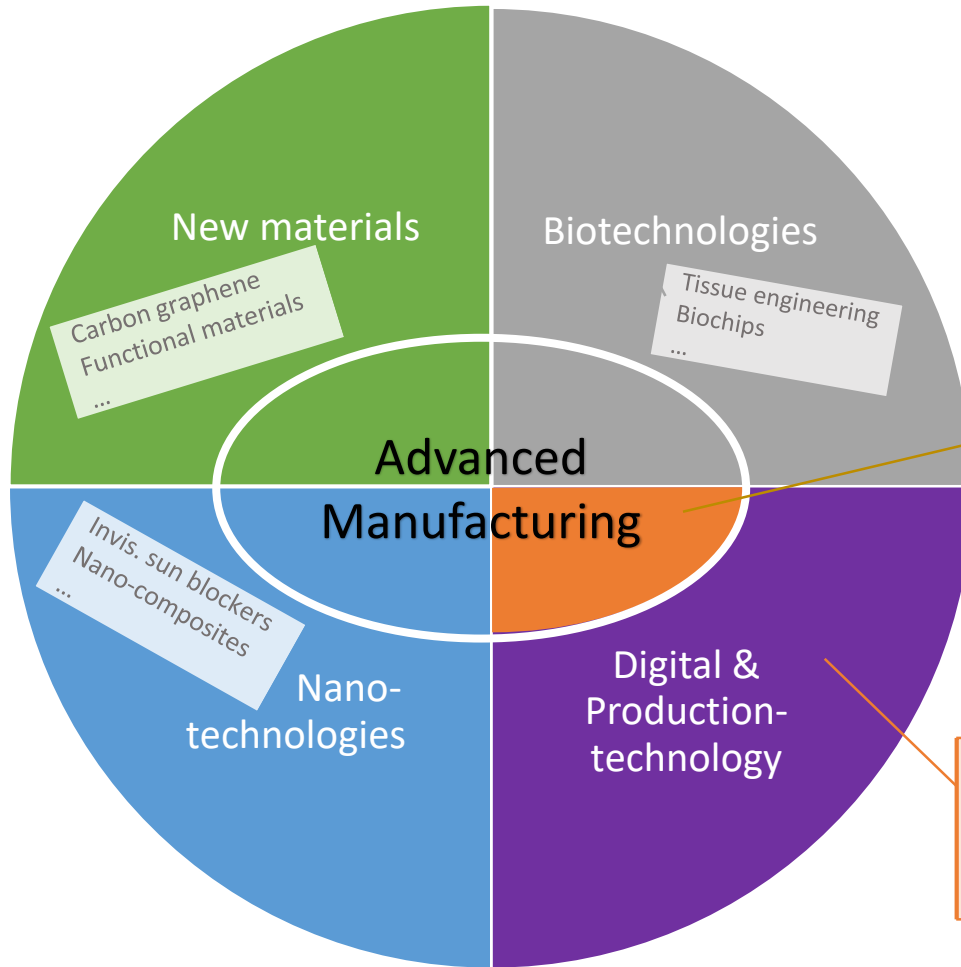 New materials
Carbon graphene
Functional materials
...
Biotechnologies
Tissue engineering
Biochips
...
Advanced
Manufacturing
Invis. sun blockers
Nano-composites
...
Nano-
technologies
Digital &
Production-
technology